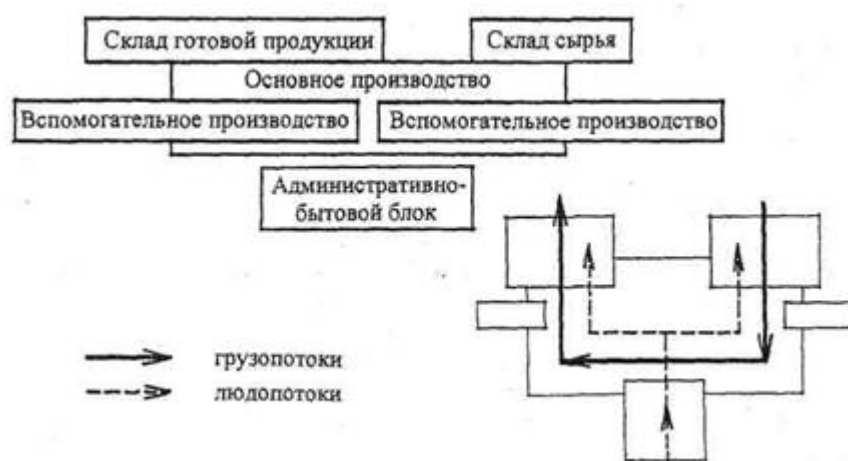 Склад готовой продукции
Склад сырья
Основное производство
Вспомогательное производство
Вспомогательное производство
Административно-
бытовой блок
грузопотоки
людопотоки